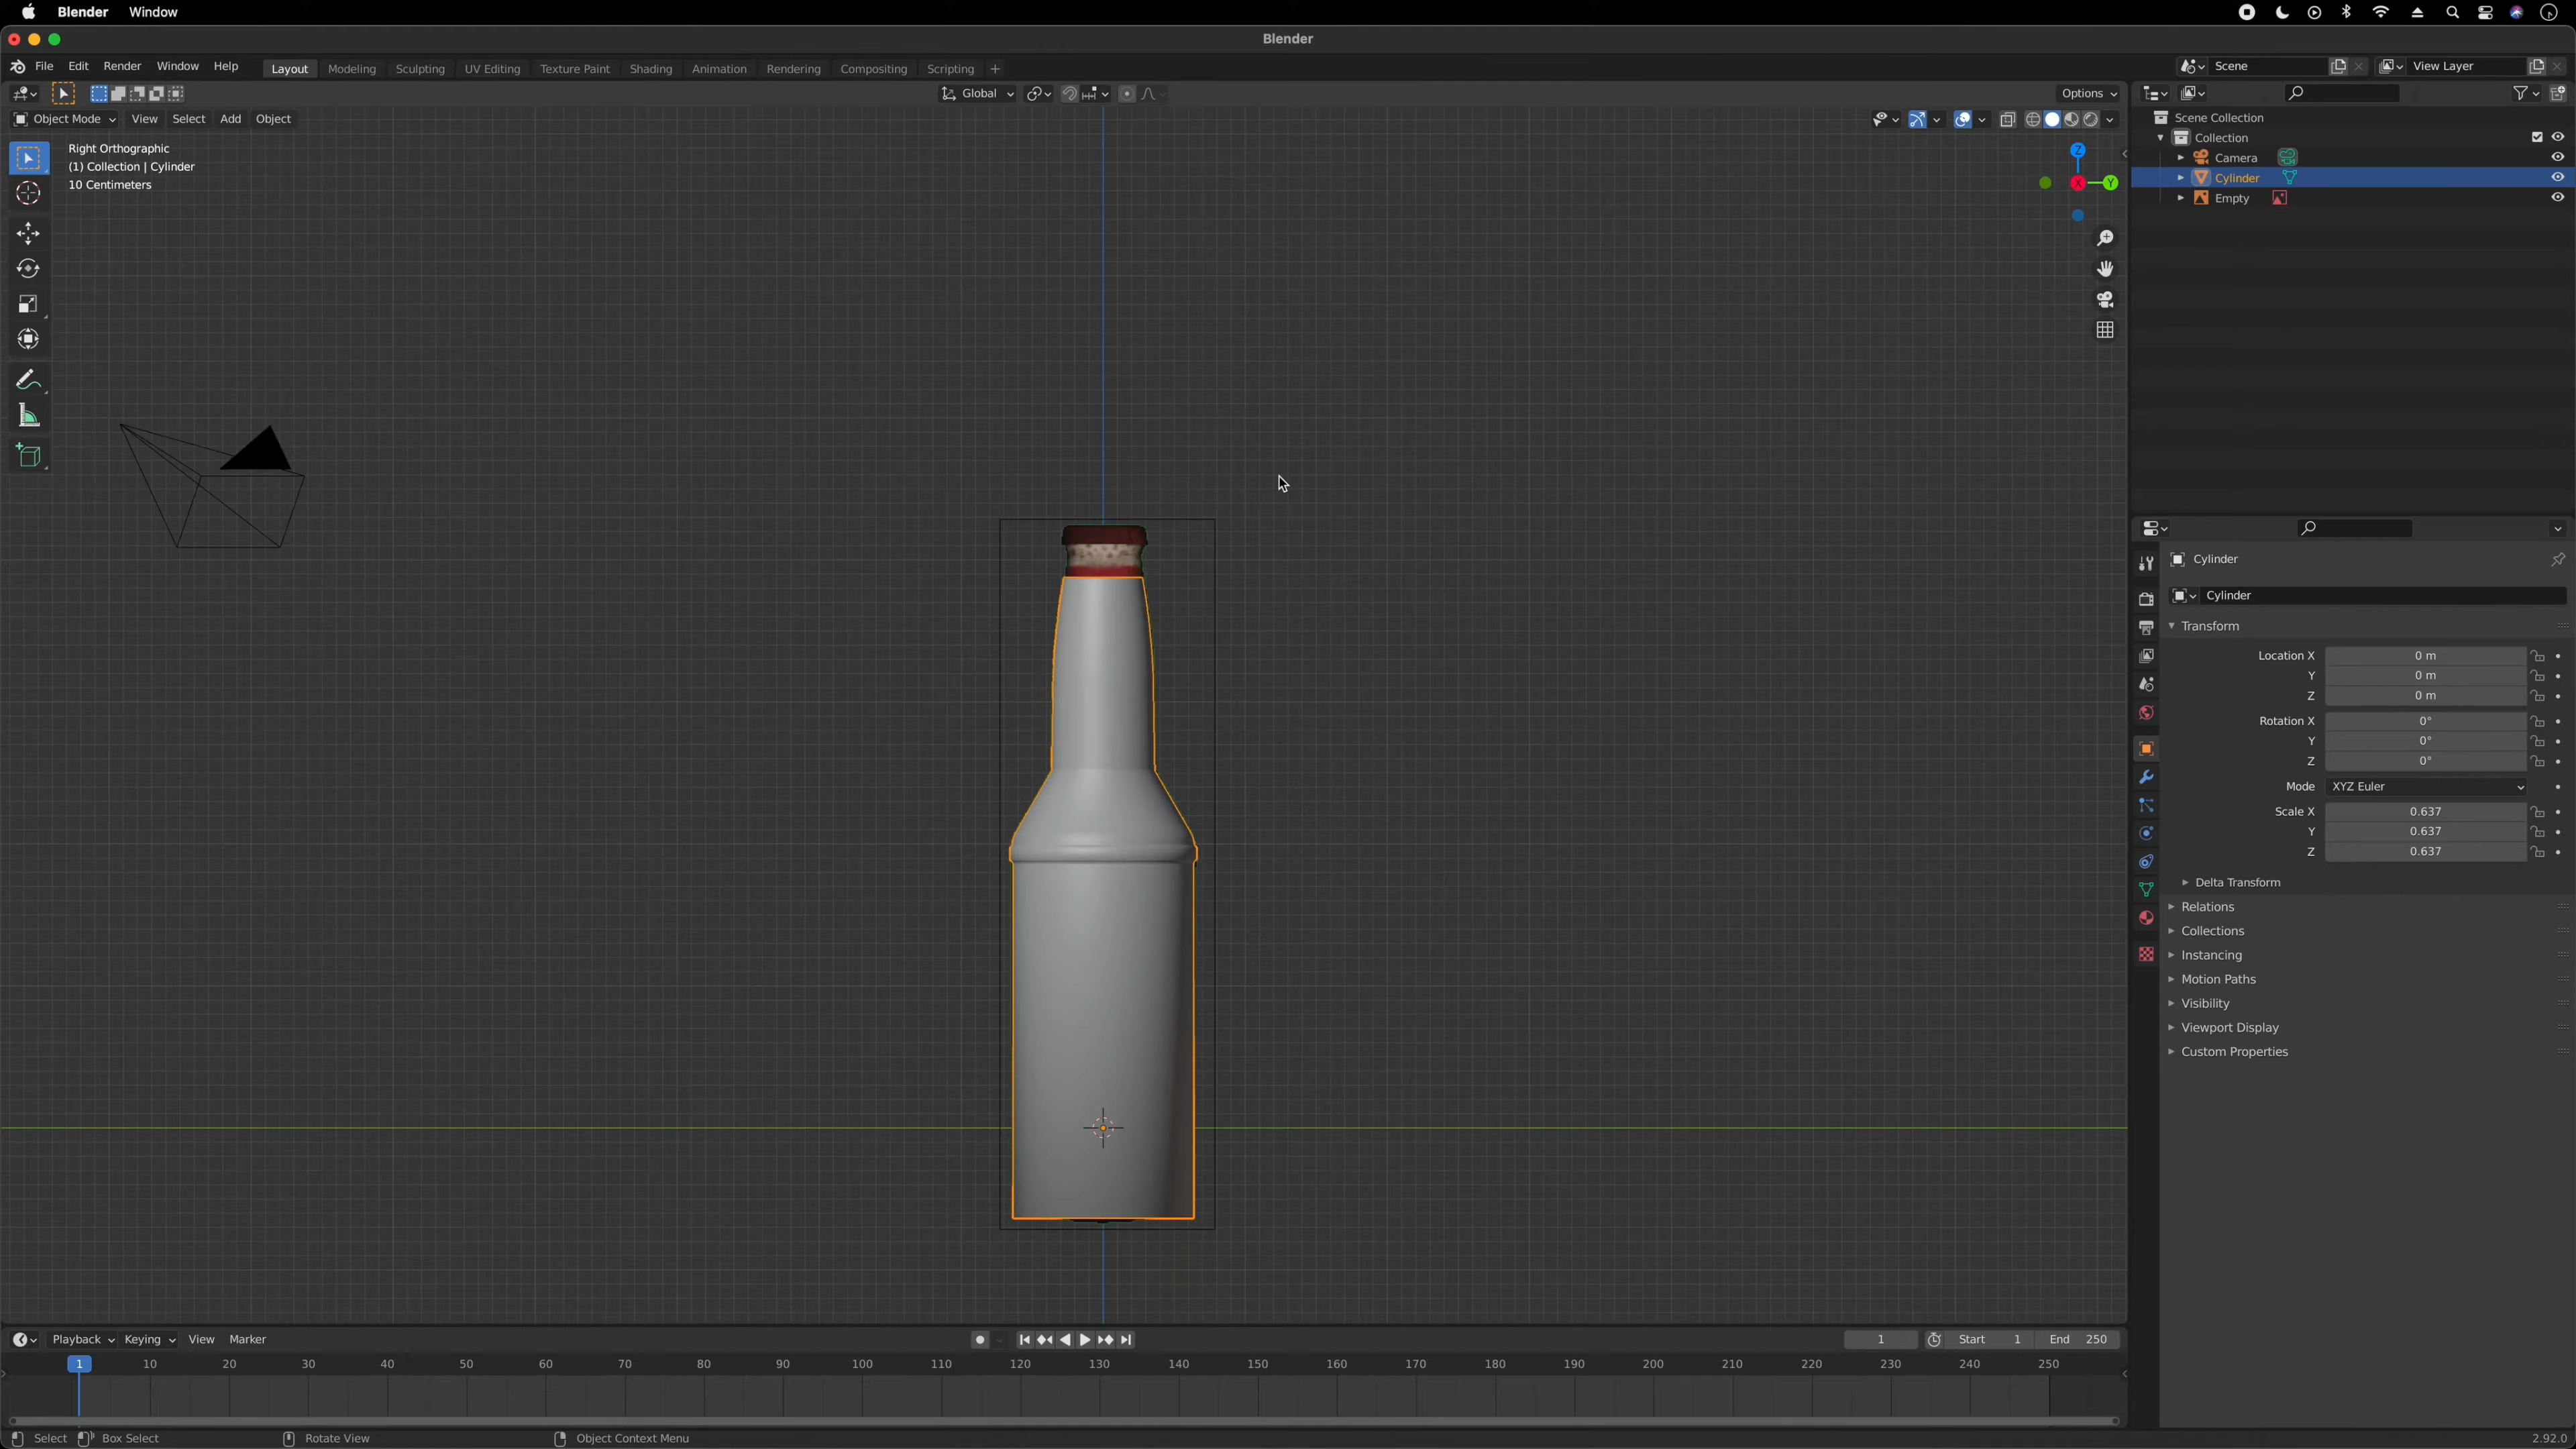 Blender Window
Blender
File Edit Render Window Help Layout Modeling Sculpting UV Editing Texture Paint Shading Animation Rendering Compositing Scripting + Scene View Layer
Global Options
Object Mode View Select Add Object
Right Orthographic
(1) Collection | Cylinder
10 Centimeters
Z
X
Y
Scene Collection
Collection
Camera
Cylinder
Empty
Cylinder
Cylinder
Transform
Location X 0 m
Y 0 m
Z 0 m
Rotation X 0°
Y 0°
Z 0°
Mode XYZ Euler
Scale X 0.637
Y 0.637
Z 0.637
Delta Transform
Relations
Collections
Instancing
Motion Paths
Visibility
Viewport Display
Custom Properties
Playback Keying View Marker 1 Start 1 End 250
1 10 20 30 40 50 60 70 80 90 100 110 120 130 140 150 160 170 180 190 200 210 220 230 240 250
Select Box Select Rotate View Object Context Menu 2.92.0